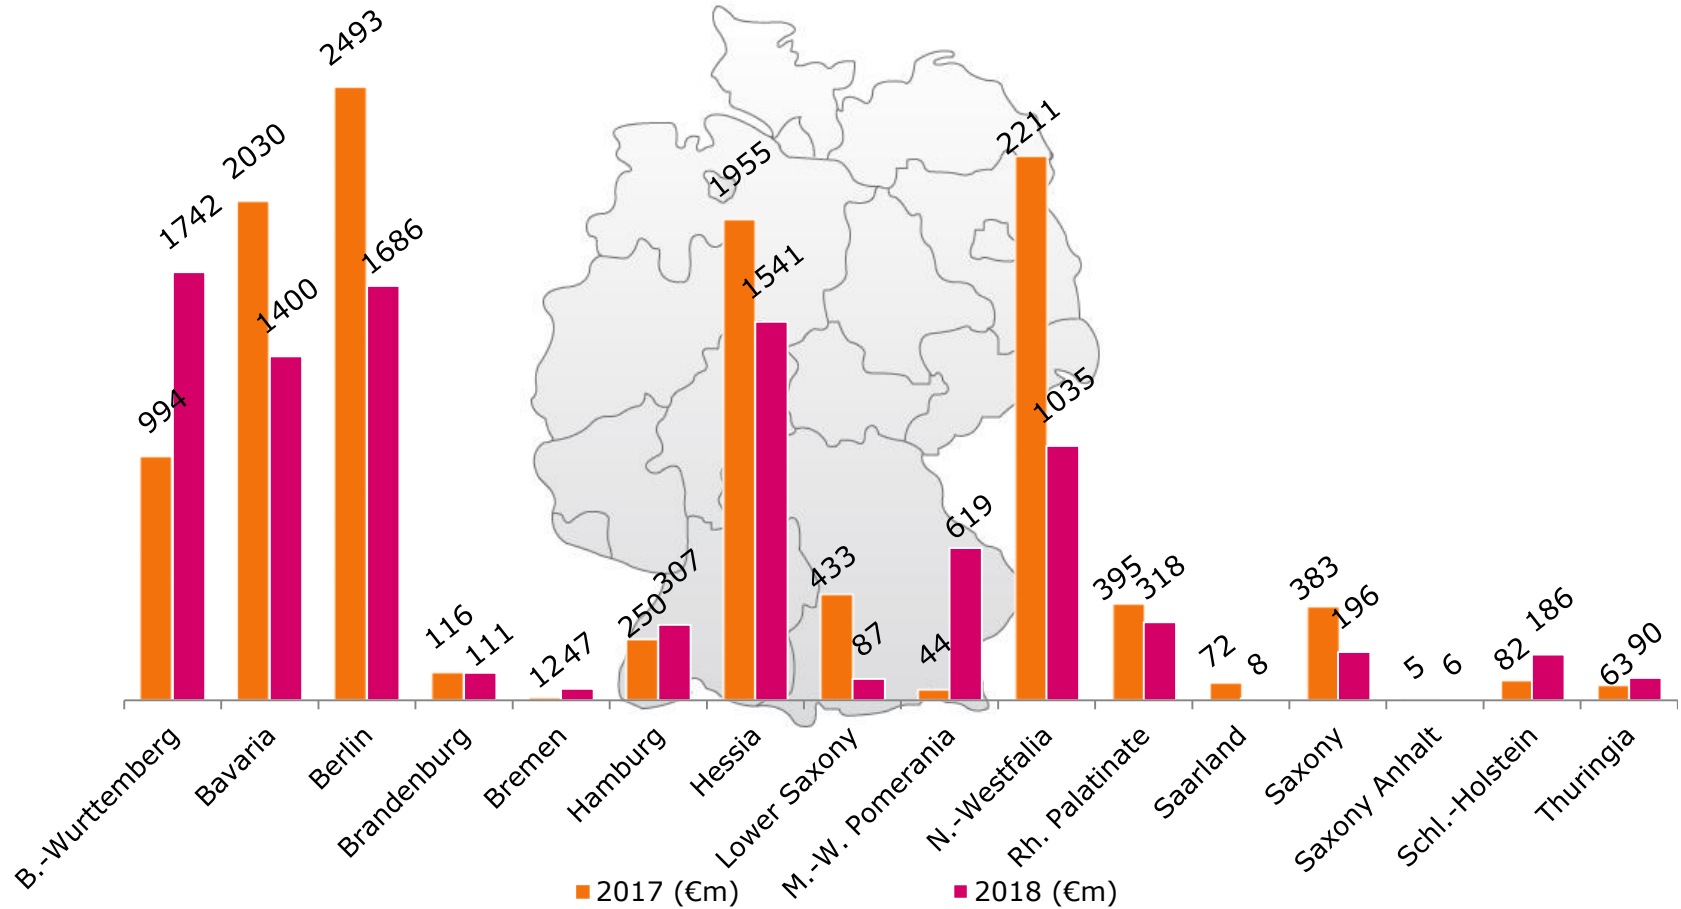 994
1742
2030
1400
2493
1686
116
111
12
47
250
307
1955
1541
433
87
44
619
2211
1035
395
318
72
8
383
196
5
6
82
186
63
90
B.-Wurttemberg
Bavaria
Berlin
Brandenburg
Bremen
Hamburg
Hessia
Lower Saxony
M.-W. Pomerania
N.-Westfalia
Rh. Palatinate
Saarland
Saxony
Saxony Anhalt
Schl.-Holstein
Thuringia
2017 (€m)
2018 (€m)